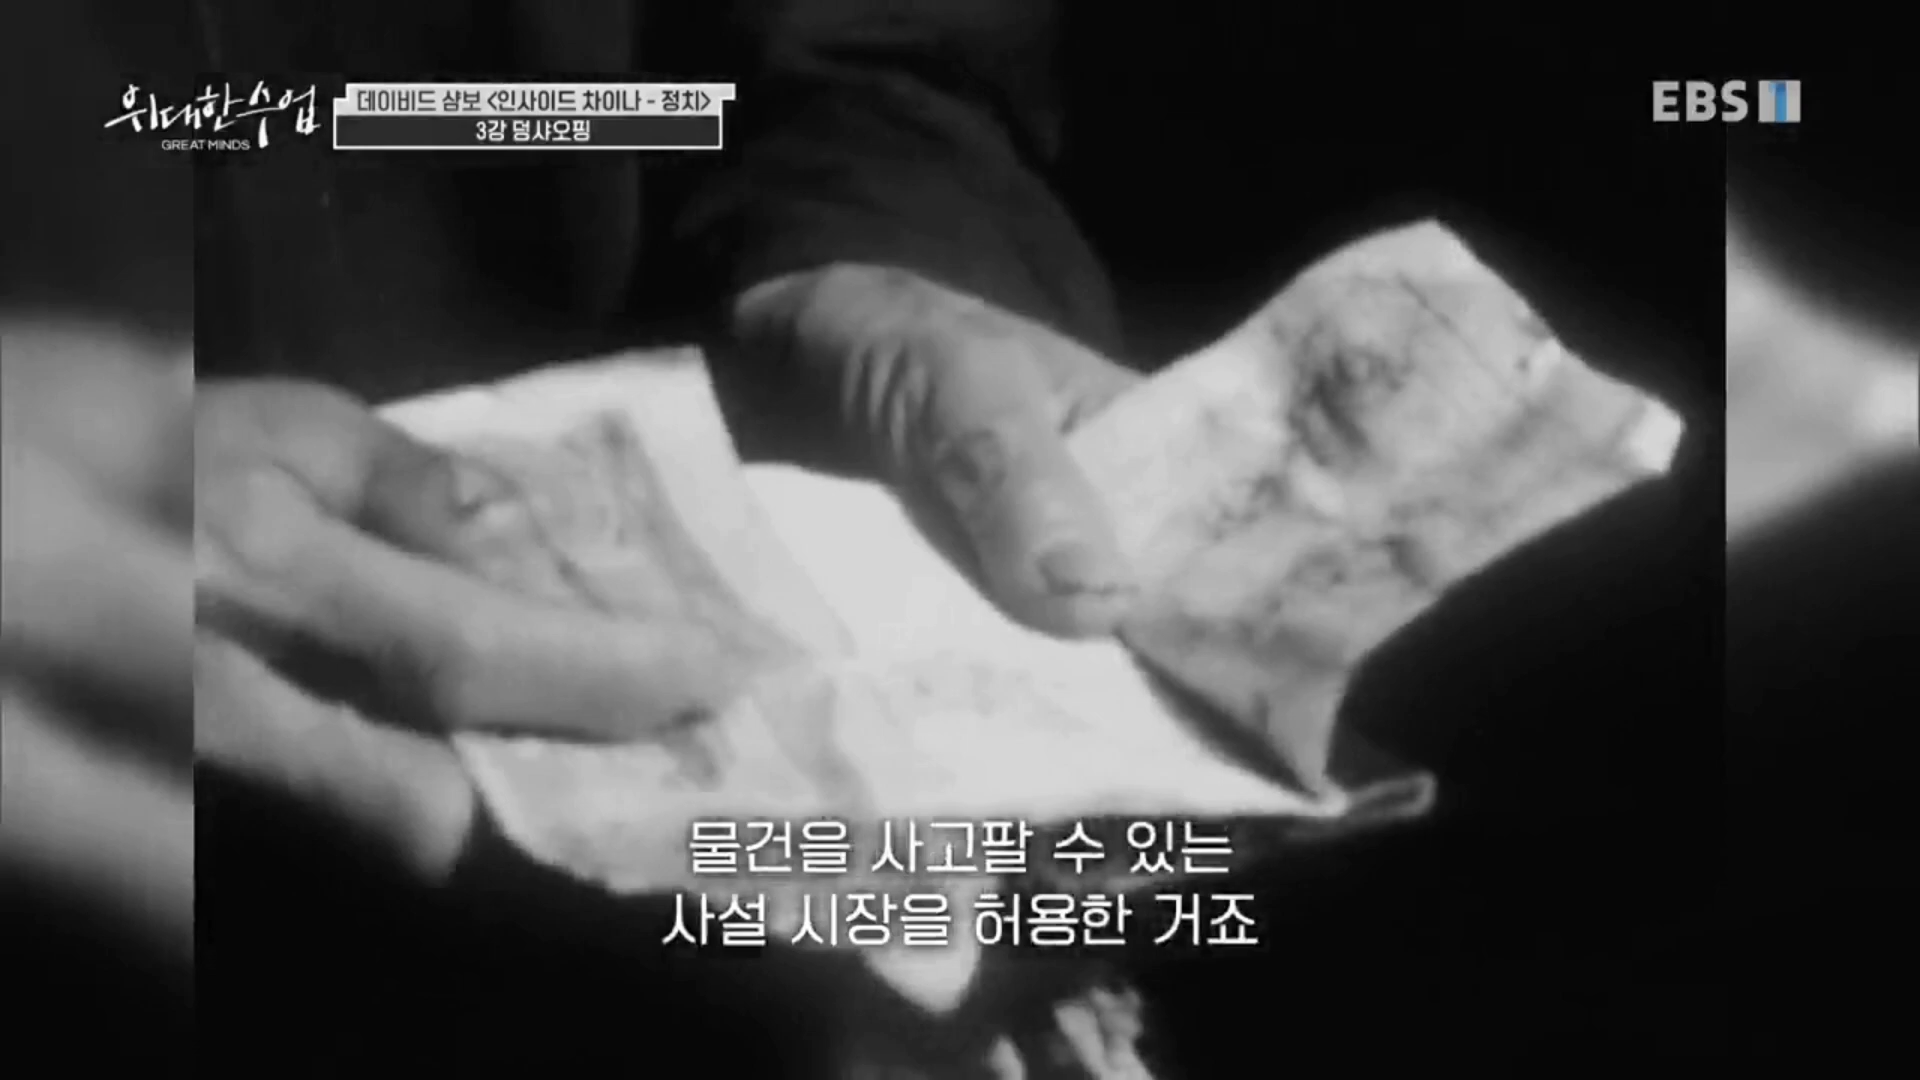 위대한 수업
GREAT MINDS
데이비드 샴보 <인사이드 차이나 - 정치>
3강 덩샤오핑
EBS 1
물건을 사고팔 수 있는
사설 시장을 허용한 거죠